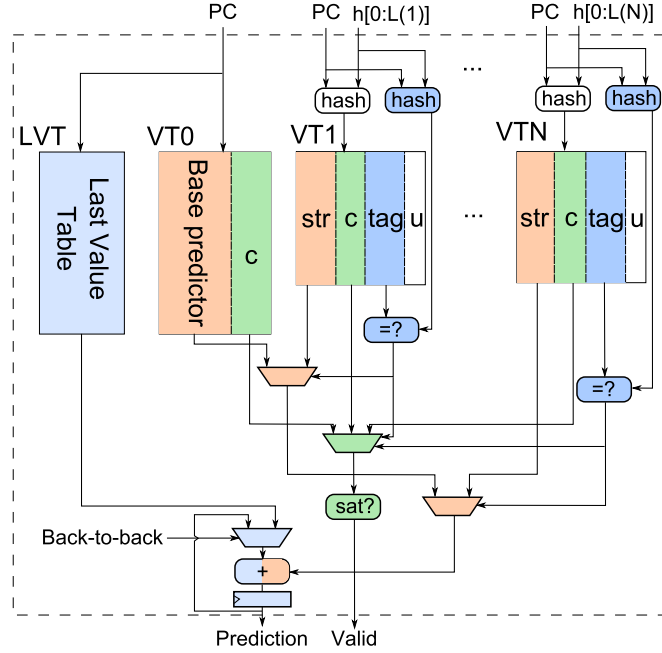 PC
PC h[0:L(1)]
PC h[0:L(N)]
...
hash
hash
hash
hash
LVT
VT0
VT1
VTN
Last Value
Table
Base predictor
c
str
c
tag
u
...
str
c
tag
u
=?
=?
sat?
Back-to-back
+
Prediction
Valid